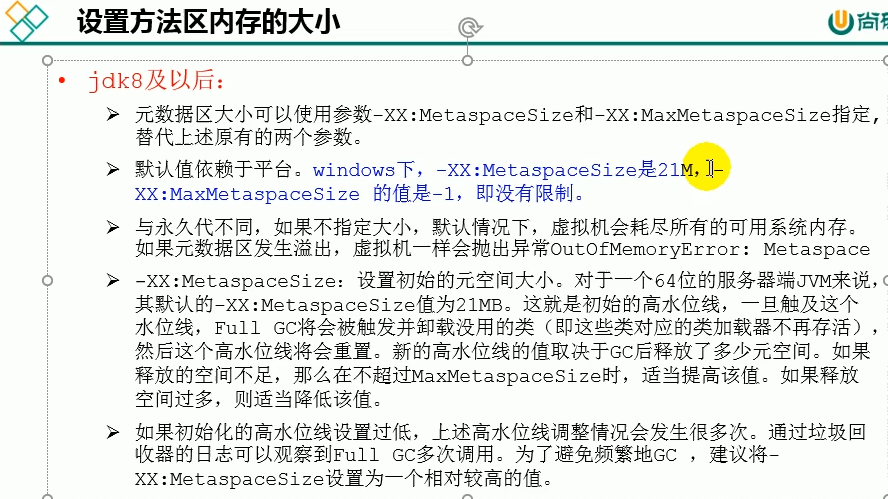 设置方法区内存的大小
尚
jdk8及以后：
元数据区大小可以使用参数-XX:MetaspaceSize和-XX:MaxMetaspaceSize指定,
替代上述原有的两个参数。
默认值依赖于平台。windows下，-XX:MetaspaceSize是21M，-
XX:MaxMetaspaceSize 的值是-1，即没有限制。
与永久代不同，如果不指定大小，默认情况下，虚拟机会耗尽所有的可用系统内存。
如果元数据区发生溢出，虚拟机一样会抛出异常OutOfMemoryError: Metaspace
-XX:MetaspaceSize：设置初始的元空间大小。对于一个64位的服务器端JVM来说，
其默认的-XX:MetaspaceSize值为21MB。这就是初始的高水位线，一旦触及这个
水位线，Full GC将会被触发并卸载没用的类（即这些类对应的类加载器不再存活），
然后这个高水位线将会重置。新的高水位线的值取决于GC后释放了多少元空间。如果
释放的空间不足，那么在不超过MaxMetaspaceSize时，适当提高该值。如果释放
空间过多，则适当降低该值。
如果初始化的高水位线设置过低，上述高水位线调整情况会发生很多次。通过垃圾回
收器的日志可以观察到Full GC多次调用。为了避免频繁地GC ，建议将-
XX:MetaspaceSize设置为一个相对较高的值。